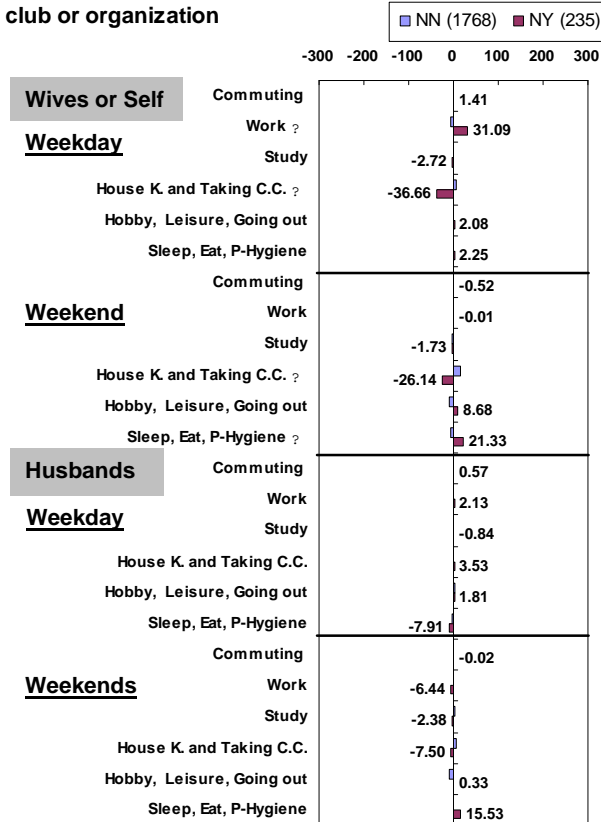 club or organization
NN (1768) NY (235)
-300 -200 -100 0 100 200 300
Wives or Self
Weekday
Commuting 1.41
Work ? 31.09
Study -2.72
House K. and Taking C.C. ? -36.66
Hobby, Leisure, Going out 2.08
Sleep, Eat, P-Hygiene 2.25
Weekend
Commuting -0.52
Work -0.01
Study -1.73
House K. and Taking C.C. ? -26.14
Hobby, Leisure, Going out 8.68
Sleep, Eat, P-Hygiene ? 21.33
Husbands
Weekday
Commuting 0.57
Work 2.13
Study -0.84
House K. and Taking C.C. 3.53
Hobby, Leisure, Going out 1.81
Sleep, Eat, P-Hygiene -7.91
Weekends
Commuting -0.02
Work -6.44
Study -2.38
House K. and Taking C.C. -7.50
Hobby, Leisure, Going out 0.33
Sleep, Eat, P-Hygiene 15.53